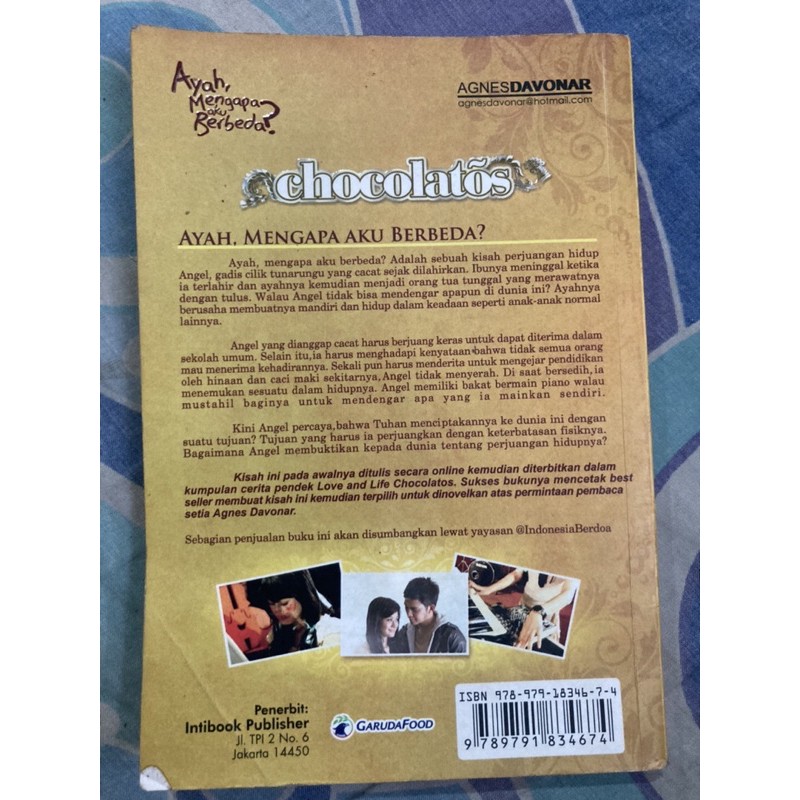 Ayah,
Mengapa
aku
Berbeda?
AGNESDAVONAR
agnesdavonar@hotmail.com
chocolatõs
AYAH, MENGAPA AKU BERBEDA?
Ayah, mengapa aku berbeda? Adalah sebuah kisah perjuangan hidup
Angel, gadis cilik tunarungu yang cacat sejak dilahirkan. Ibunya meninggal ketika
ia terlahir dan ayahnya kemudian menjadi orang tua tunggal yang merawatnya
dengan tulus. Walau Angel tidak bisa mendengar apapun di dunia ini? Ayahnya
berusaha membuatnya mandiri dan hidup dalam keadaan seperti anak-anak normal
lainnya.
Angel yang dianggap cacat harus berjuang keras untuk dapat diterima dalam
sekolah umum. Selain itu,ia harus menghadapi kenyataan bahwa tidak semua orang
mau menerima kehadirannya. Sekali pun harus menderita untuk mengejar pendidikan
oleh hinaan dan caci maki sekitarnya,Angel tidak menyerah. Di saat bersedih,ia
menemukan sesuatu dalam hidupnya. Angel memiliki bakat bermain piano walau
mustahil baginya untuk mendengar apa yang ia mainkan sendiri.
Kini Angel percaya,bahwa Tuhan menciptakannya ke dunia ini dengan
suatu tujuan? Tujuan yang harus ia perjuangkan dengan keterbatasan fisiknya.
Bagaimana Angel membuktikan kepada dunia tentang perjuangan hidupnya?
Kisah ini pada awalnya ditulis secara online kemudian diterbitkan dalam
kumpulan cerita pendek Love and Life Chocolatos. Sukses bukunya mencetak best
seller membuat kisah ini kemudian terpilih untuk dinovelkan atas permintaan pembaca
setia Agnes Davonar.
Sebagian penjualan buku ini akan disumbangkan lewat yayasan @IndonesiaBerdoa
Penerbit:
Intibook Publisher
Jl. TPI 2 No. 6
Jakarta 14450
GARUDAFOOD
ISBN 978-979-18346-7-4
9 789791 834674